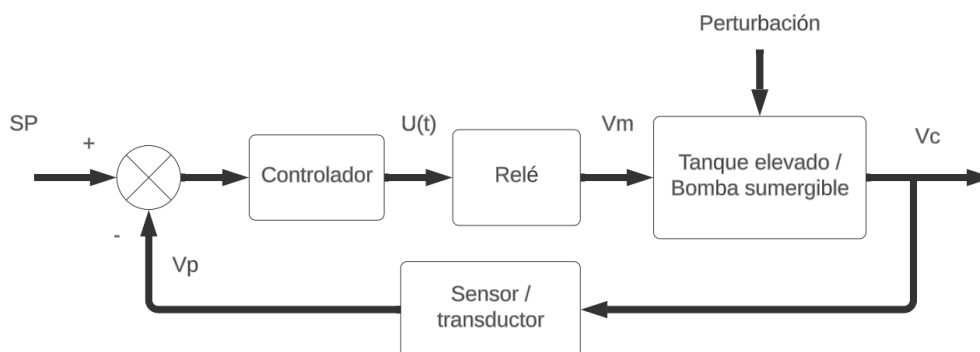 Perturbación
SP
+
U(t)
Vm
Vc
Controlador
Relé
Tanque elevado /
Bomba sumergible
-
Vp
Sensor /
transductor